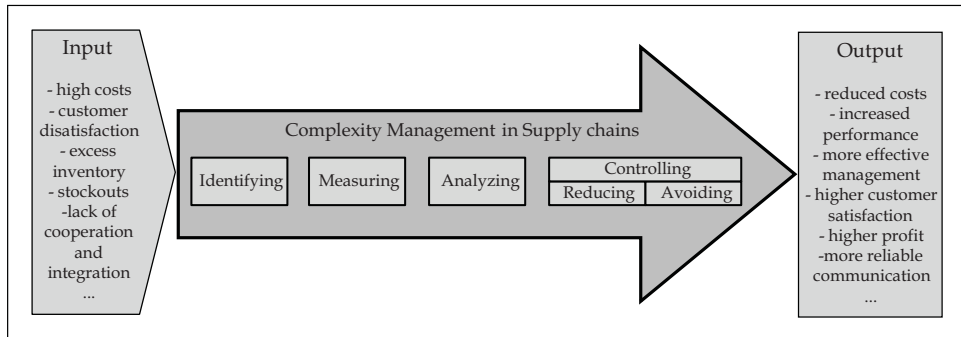 Input
- high costs
- customer
disatisfaction
- excess
inventory
- stockouts
-lack of
cooperation
and
integration
...
Complexity Management in Supply chains
Identifying
Measuring
Analyzing
Controlling
Reducing
Avoiding
Output
- reduced costs
- increased
performance
- more effective
management
- higher customer
satisfaction
- higher profit
-more reliable
communication
...